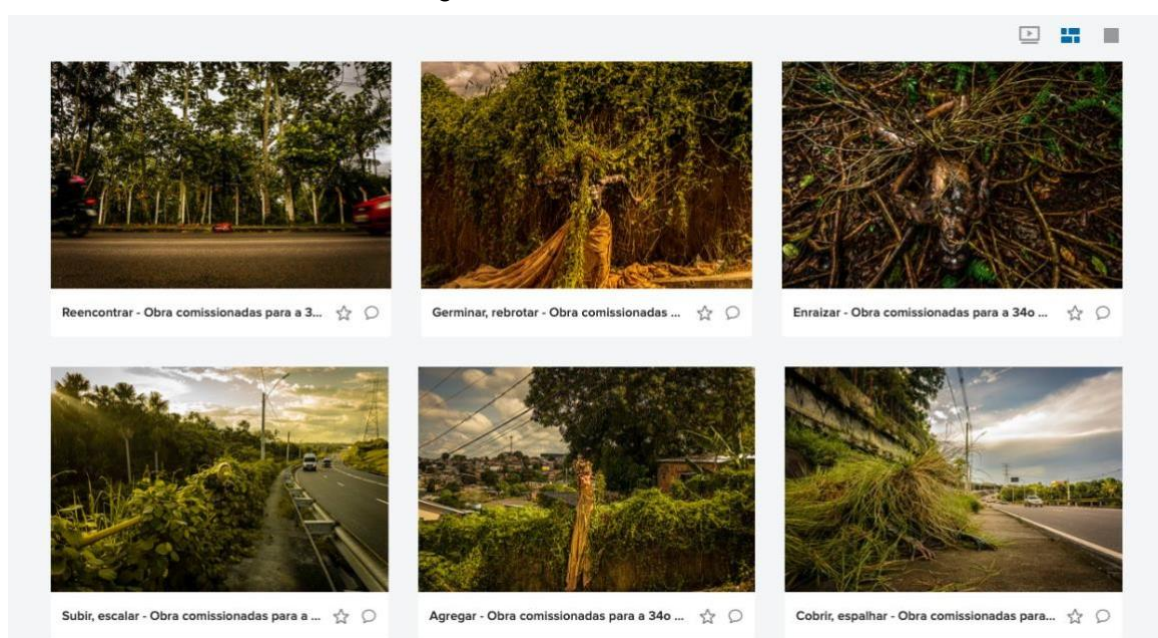 Reencontrar - Obra comissionadas para a 3...
Germinar, rebrotar - Obra comissionadas ...
Enraizar - Obra comissionadas para a 34o ...
Subir, escalar - Obra comissionadas para a ...
Agregar - Obra comissionadas para a 34o ...
Cobrir, espalhar - Obra comissionadas para...